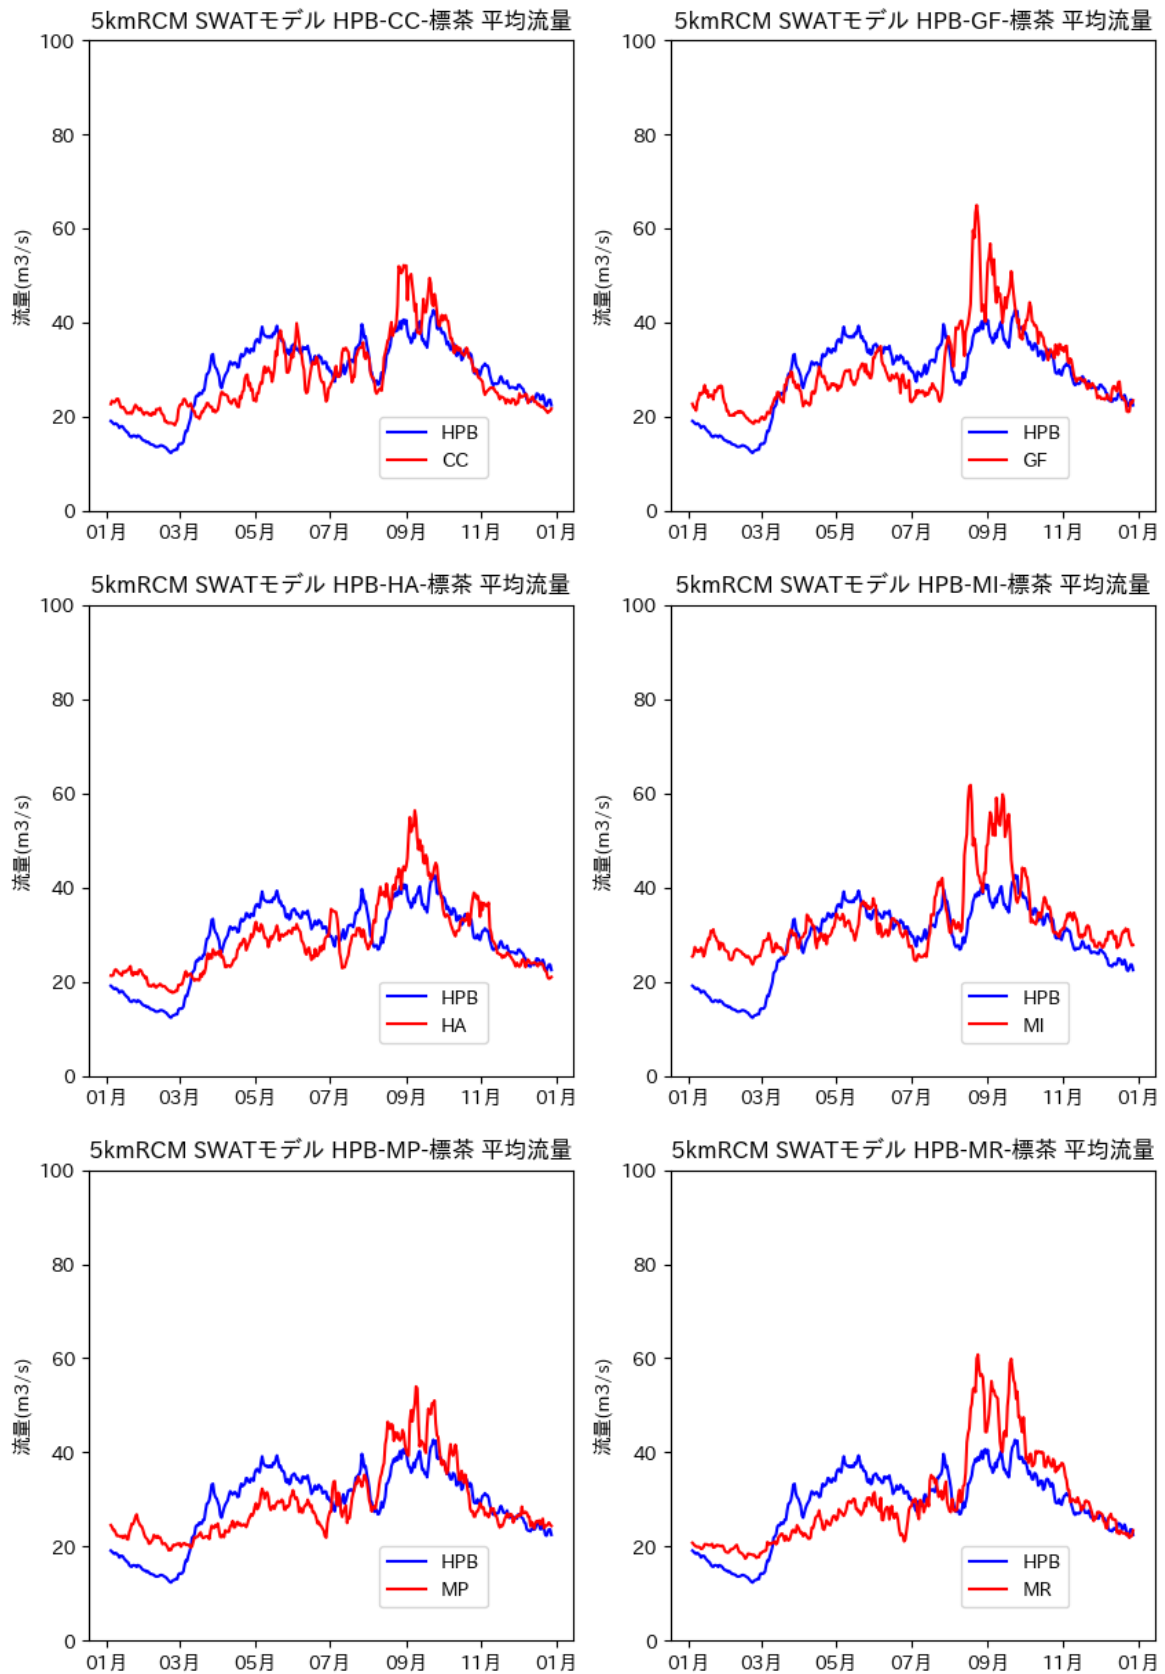 5kmRCM SWATモデル HPB-CC-標茶 平均流量
100
80
60
40
20
0
流量(m3/s)
01月 03月 05月 07月 09月 11月 01月
HPB
CC
5kmRCM SWATモデル HPB-GF-標茶 平均流量
100
80
60
40
20
0
流量(m3/s)
01月 03月 05月 07月 09月 11月 01月
HPB
GF
5kmRCM SWATモデル HPB-HA-標茶 平均流量
100
80
60
40
20
0
流量(m3/s)
01月 03月 05月 07月 09月 11月 01月
HPB
HA
5kmRCM SWATモデル HPB-MI-標茶 平均流量
100
80
60
40
20
0
流量(m3/s)
01月 03月 05月 07月 09月 11月 01月
HPB
MI
5kmRCM SWATモデル HPB-MP-標茶 平均流量
100
80
60
40
20
0
流量(m3/s)
01月 03月 05月 07月 09月 11月 01月
HPB
MP
5kmRCM SWATモデル HPB-MR-標茶 平均流量
100
80
60
40
20
0
流量(m3/s)
01月 03月 05月 07月 09月 11月 01月
HPB
MR